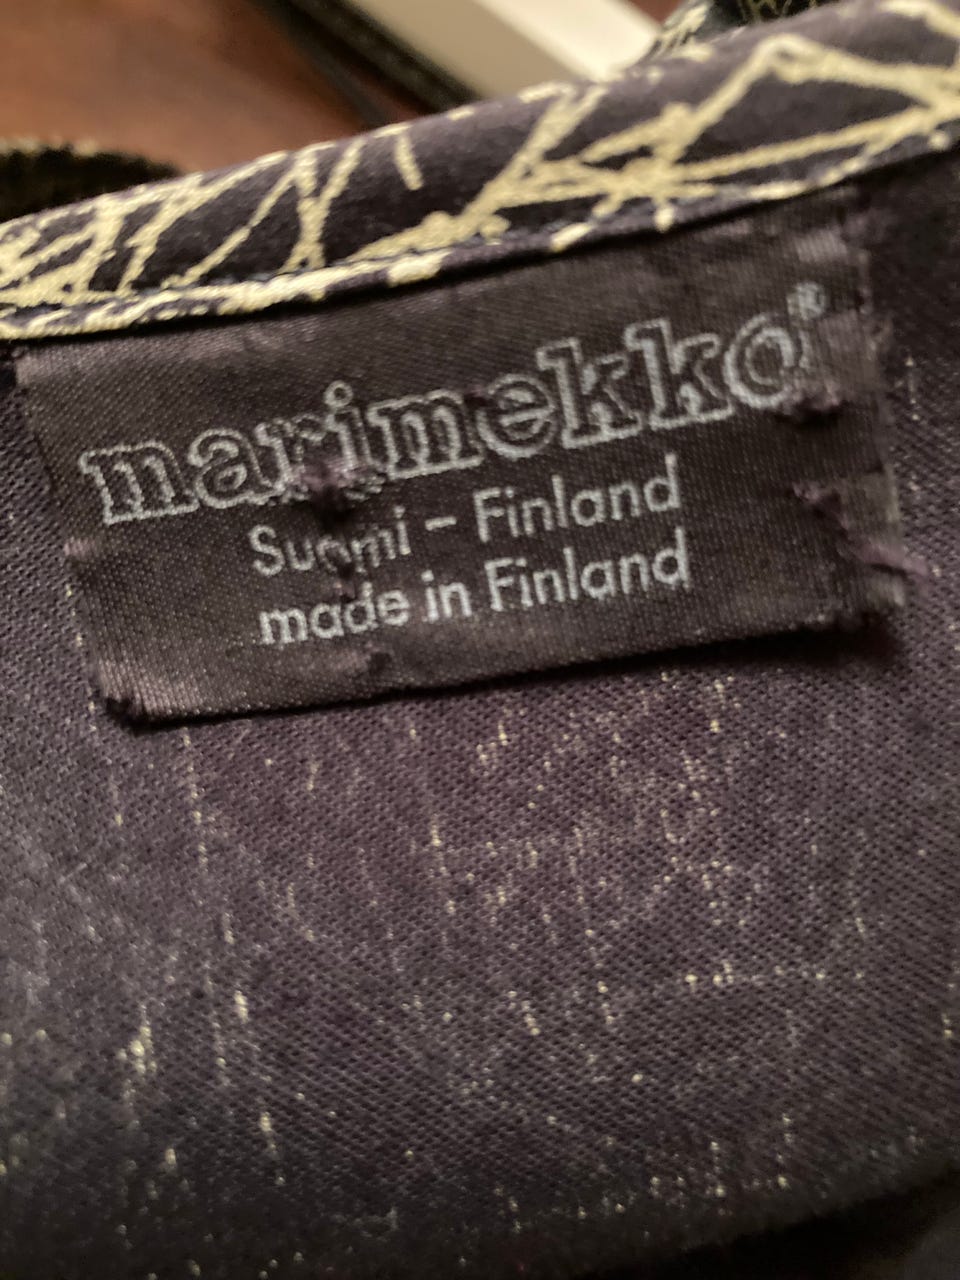 marimekko®
Suomi – Finland
made in Finland